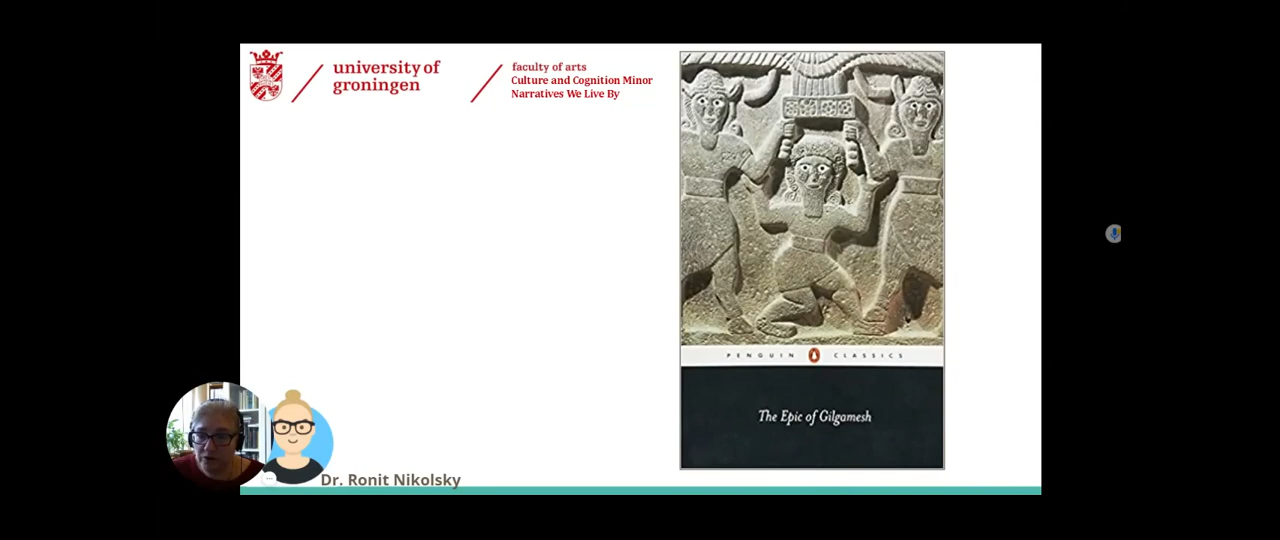 university of
groningen
faculty of arts
Culture and Cognition Minor
Narratives We Live By
PENGUIN CLASSICS
The Epic of Gilgamesh
Dr. Ronit Nikolsky